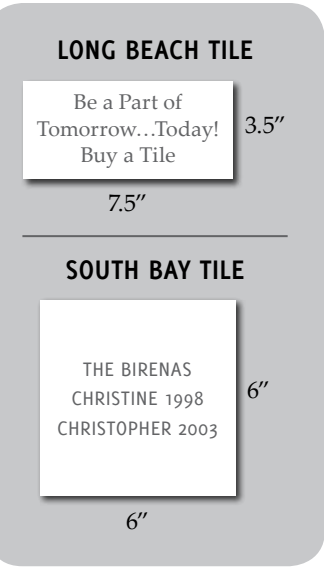 LONG BEACH TILE
Be a Part of
Tomorrow…Today!
Buy a Tile
3.5”
7.5”
SOUTH BAY TILE
THE BIRENAS
CHRISTINE 1998
CHRISTOPHER 2003
6”
6”